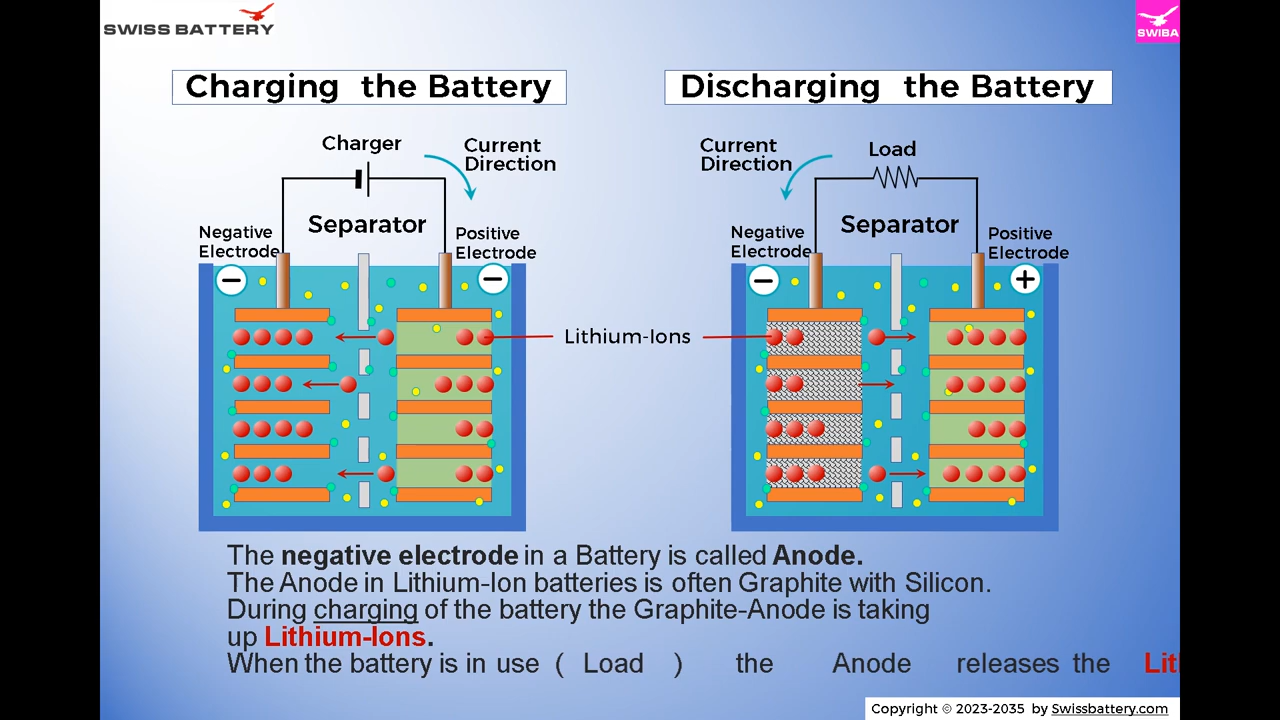 SWISS BATTERY
SWIBA
Charging the Battery
Discharging the Battery
Charger
Current
Direction
Current
Direction
Load
Separator
Separator
Negative
Electrode
Positive
Electrode
Negative
Electrode
Positive
Electrode
−
−
−
+
Lithium-Ions
The negative electrode in a Battery is called Anode.
The Anode in Lithium-Ion batteries is often Graphite with Silicon.
During charging of the battery the Graphite-Anode is taking
up Lithium-Ions.
When the battery is in use ( Load ) the Anode releases the
Copyright © 2023-2035 by Swissbattery.com